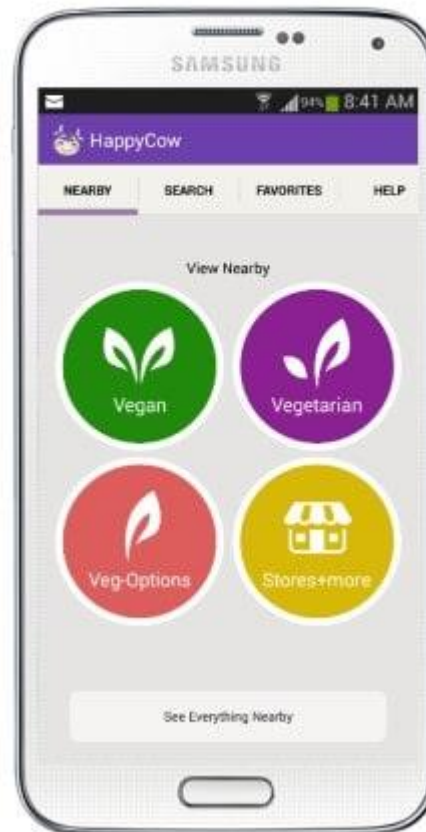 SAMSUNG
94% 8:41 AM
HappyCow
NEARBY SEARCH FAVORITES HELP
View Nearby
Vegan Vegetarian
Veg-Options Stores+more
See Everything Nearby